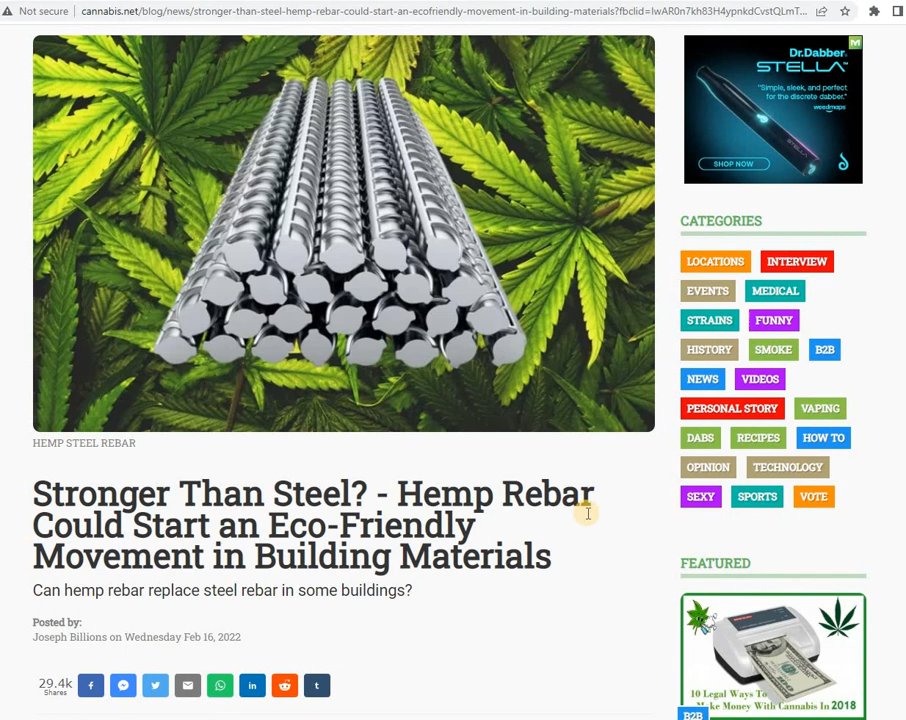 Not secure
cannabis.net/blog/news/stronger-than-steel-hemp-rebar-could-start-an-ecofriendly-movement-in-building-materials?fbclid=IwAR0n7kh83H4ypnkdCvstQLmT...
M
Dr.Dabber
STELLA™
"Simple, sleek, and perfect
for the discrete dabber."
weedmaps
SHOP NOW
CATEGORIES
LOCATIONS INTERVIEW
EVENTS MEDICAL
STRAINS FUNNY
HISTORY SMOKE B2B
NEWS VIDEOS
PERSONAL STORY VAPING
DABS RECIPES HOW TO
OPINION TECHNOLOGY
SEXY SPORTS VOTE
HEMP STEEL REBAR
Stronger Than Steel? - Hemp Rebar
Could Start an Eco-Friendly
Movement in Building Materials
Can hemp rebar replace steel rebar in some buildings?
Posted by:
Joseph Billions on Wednesday Feb 16, 2022
29.4k
Shares
f
in
t
FEATURED
10 Legal Ways To
Make Money With Cannabis In 2018
B2B